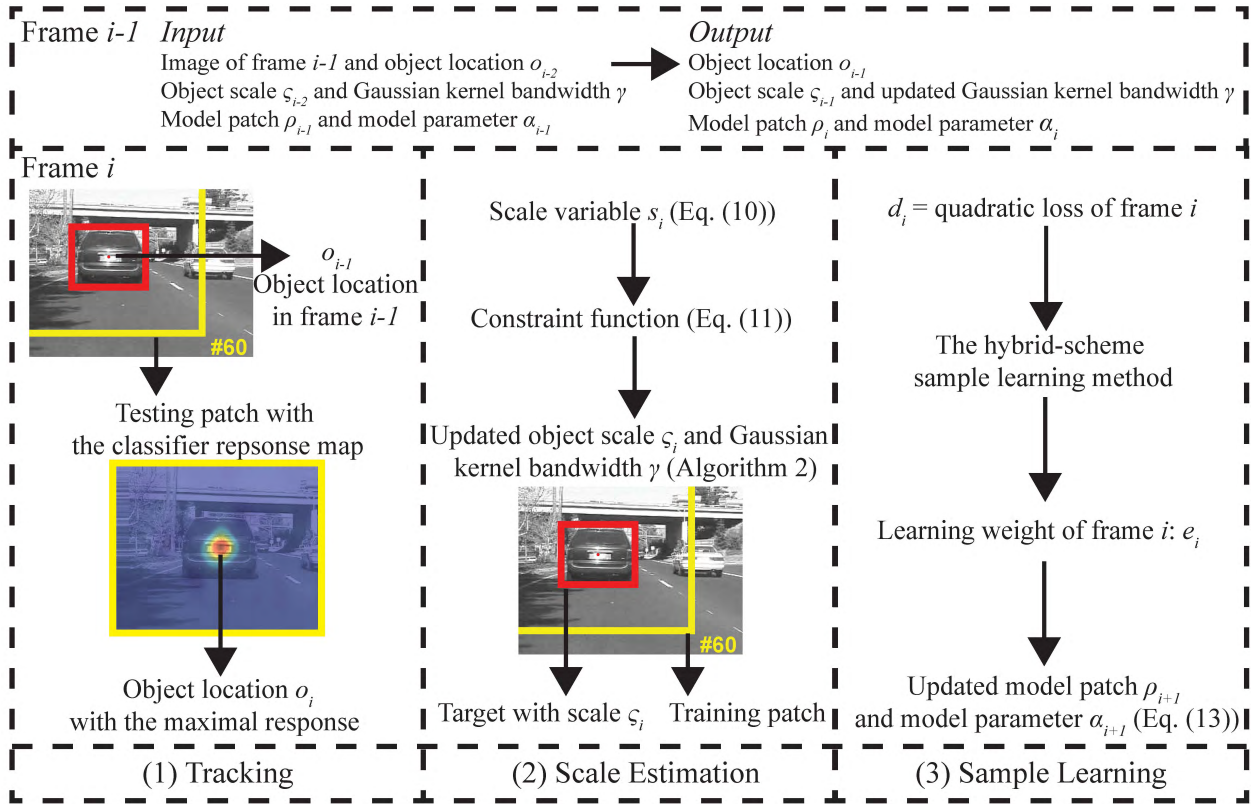 Frame i-1 Input Output
Image of frame i-1 and object location o_{i-2}
Object scale ς_{i-2} and Gaussian kernel bandwidth γ
Model patch ρ_{i-1} and model parameter α_{i-1}
Object location o_{i-1}
Object scale ς_{i-1} and updated Gaussian kernel bandwidth γ
Model patch ρ_i and model parameter α_i
Frame i
o_{i-1}
Object location
in frame i-1
#60
Testing patch with
the classifier repsonse map
Object location o_i
with the maximal response
(1) Tracking
Scale variable s_i (Eq. (10))
Constraint function (Eq. (11))
Updated object scale ς_i and Gaussian
kernel bandwidth γ (Algorithm 2)
#60
Target with scale ς_i Training patch
(2) Scale Estimation
d_i = quadratic loss of frame i
The hybrid-scheme
sample learning method
Learning weight of frame i: e_i
Updated model patch ρ_{i+1}
and model parameter α_{i+1} (Eq. (13))
(3) Sample Learning